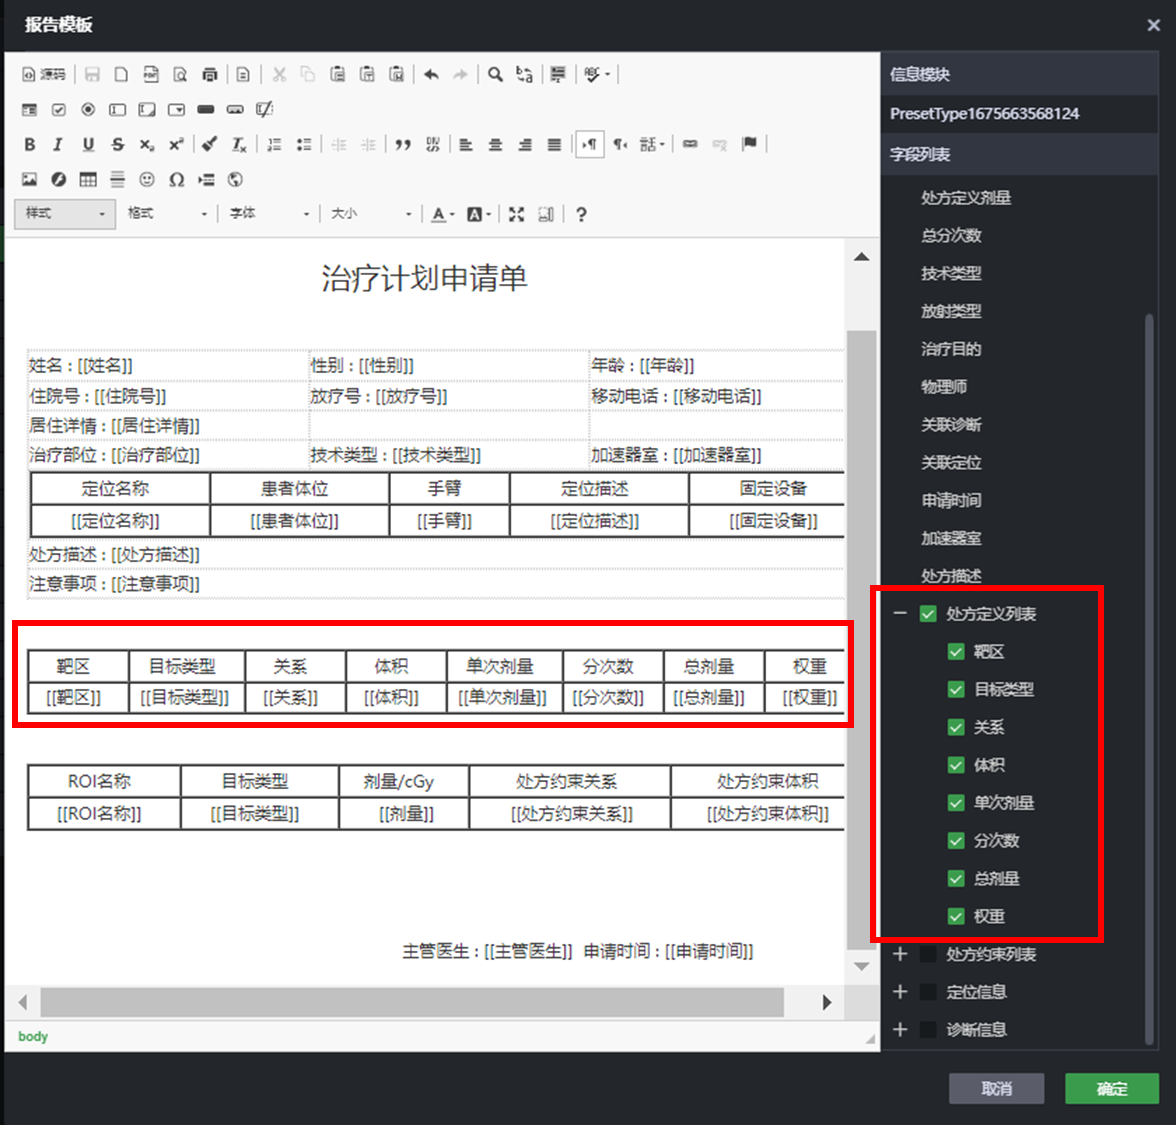 报告模板
源码
样式 格式 字体 大小
信息模块
PresetType1675663568124
字段列表
处方定义剂量
总分次数
技术类型
放射类型
治疗目的
物理师
关联诊断
关联定位
申请时间
加速器室
处方描述
处方定义列表
靶区
目标类型
关系
体积
单次剂量
分次数
总剂量
权重
处方约束列表
定位信息
诊断信息
治疗计划申请单
姓名：[[姓名]] 性别：[[性别]] 年龄：[[年龄]]
住院号：[[住院号]] 放疗号：[[放疗号]] 移动电话：[[移动电话]]
居住详情：[[居住详情]]
治疗部位：[[治疗部位]] 技术类型：[[技术类型]] 加速器室：[[加速器室]]
定位名称 患者体位 手臂 定位描述 固定设备
[[定位名称]] [[患者体位]] [[手臂]] [[定位描述]] [[固定设备]]
处方描述：[[处方描述]]
注意事项：[[注意事项]]
靶区 目标类型 关系 体积 单次剂量 分次数 总剂量 权重
[[靶区]] [[目标类型]] [[关系]] [[体积]] [[单次剂量]] [[分次数]] [[总剂量]] [[权重]]
ROI名称 目标类型 剂量/cGy 处方约束关系 处方约束体积
[[ROI名称]] [[目标类型]] [[剂量]] [[处方约束关系]] [[处方约束体积]]
主管医生：[[主管医生]] 申请时间：[[申请时间]]
body
取消 确定